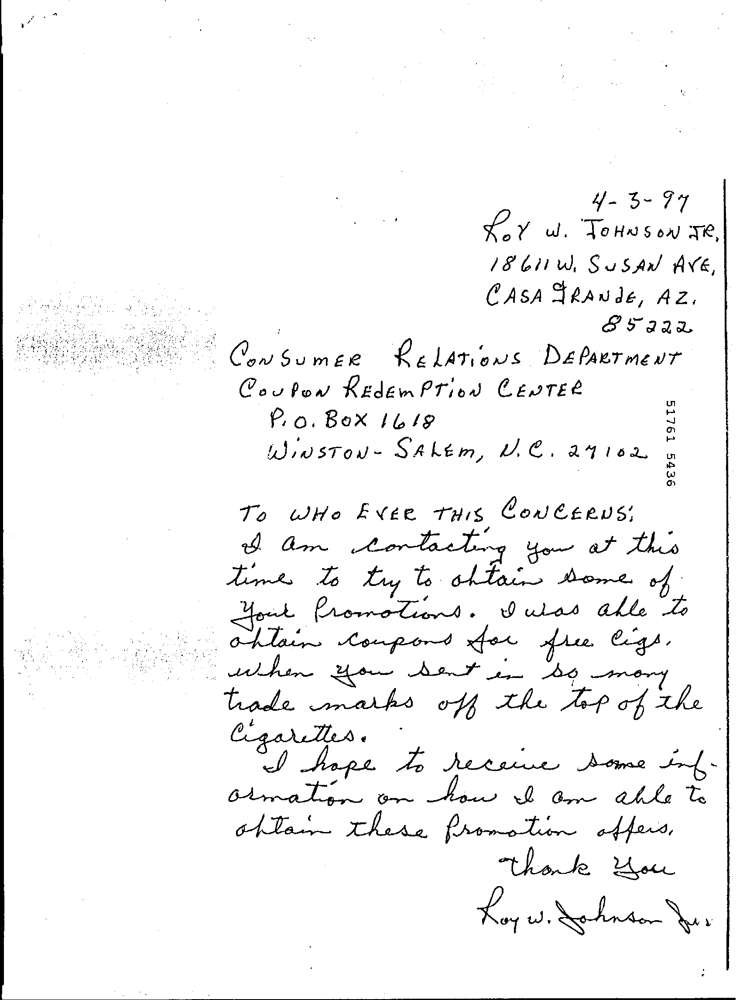 4-3-97
ROY W. JOHNSON JR.
18611 W. SUSAN AVE,
CASA GRANDE, AZ.
85222
CONSUMER RELATIONS DEPARTMENT
COUPON REDEMPTION CENTER
P.O. BOX 1618
WINSTON-SALEM, N.C. 27102
51761 5436
TO WHO EVER THIS CONCERNS;
I am contacting you at this
time to try to obtain some of
your Promotions. I was able to
obtain coupons for free Cigs.
when you sent in so many
trade marks off the top of the
Cigarettes.
I hope to receive some inf-
ormation on how I am able to
obtain these Promotion offers.
Thank You
Roy W. Johnson Jr.